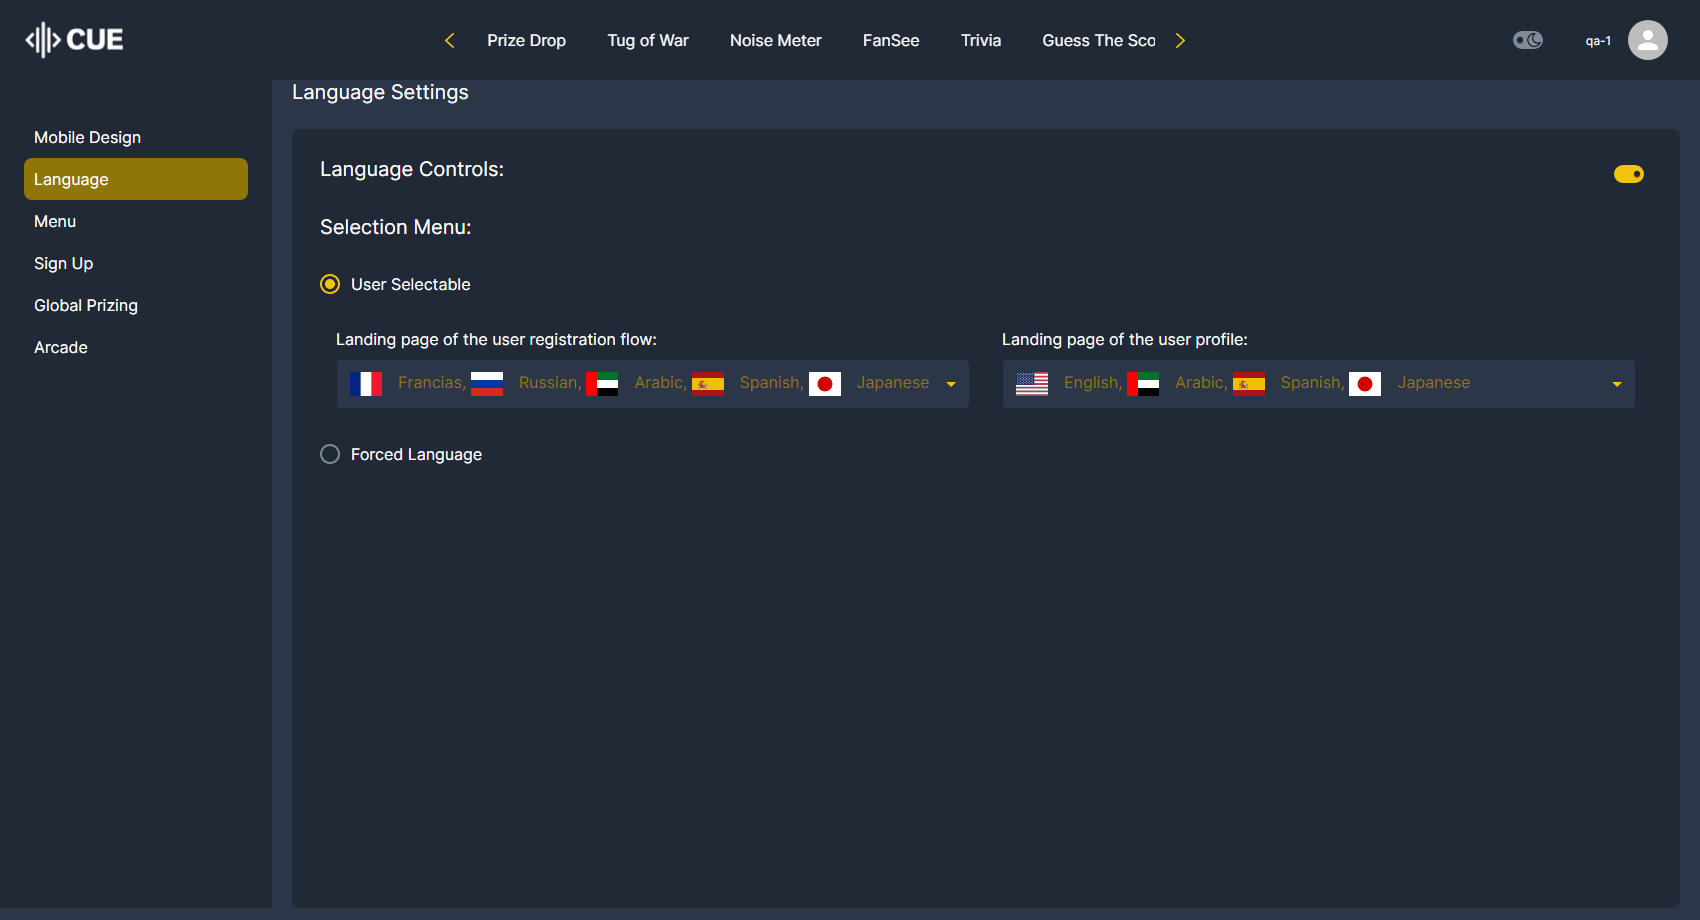 CUE
Prize Drop
Tug of War
Noise Meter
FanSee
Trivia
Guess The Sco
qa-1
Mobile Design
Language
Menu
Sign Up
Global Prizing
Arcade
Language Settings
Language Controls:
Selection Menu:
User Selectable
Landing page of the user registration flow:
Francias, Russian, Arabic, Spanish, Japanese
Landing page of the user profile:
English, Arabic, Spanish, Japanese
Forced Language